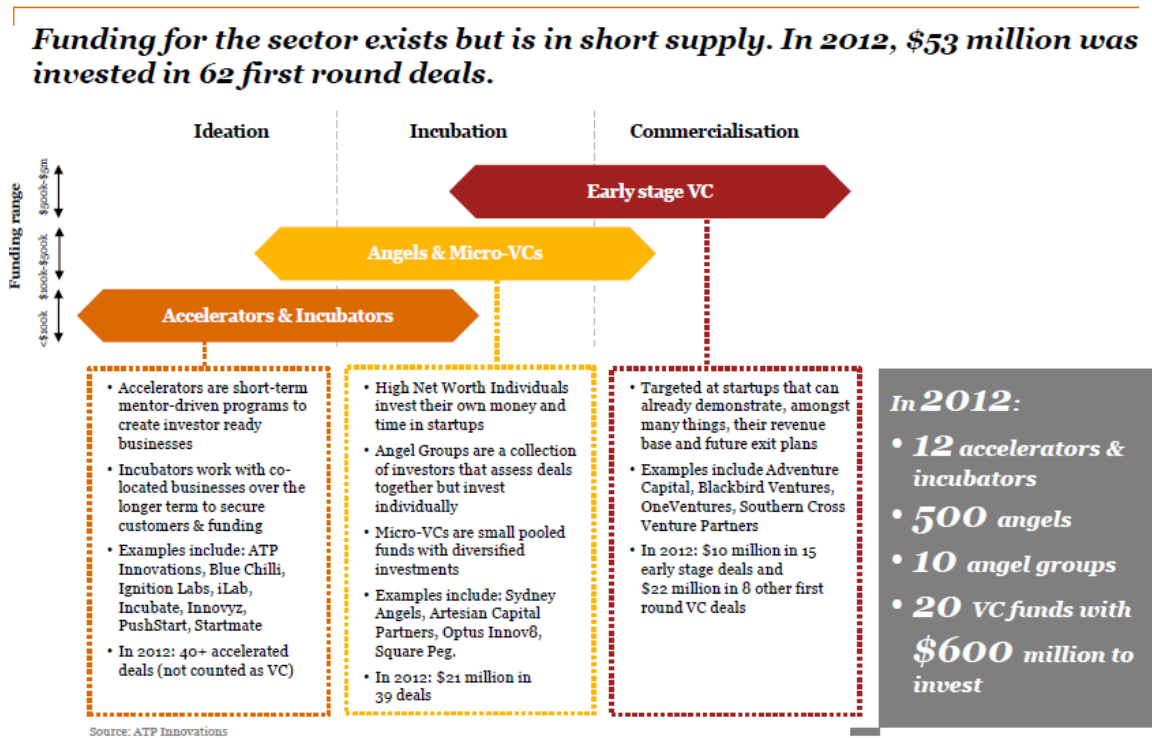 Funding for the sector exists but is in short supply. In 2012, $53 million was
invested in 62 first round deals.
Ideation
Incubation
Commercialisation
Funding range
$500k-$5m
Early stage VC
$100k-$500k
Angels & Micro-VCs
<$100k
Accelerators & Incubators
• Accelerators are short-term
mentor-driven programs to
create investor ready
businesses
• Incubators work with co-
located businesses over the
longer term to secure
customers & funding
• Examples include: ATP
Innovations, Blue Chilli,
Ignition Labs, iLab,
Incubate, Innovyz,
PushStart, Startmate
• In 2012: 40+ accelerated
deals (not counted as VC)
• High Net Worth Individuals
invest their own money and
time in startups
• Angel Groups are a collection
of investors that assess deals
together but invest
individually
• Micro-VCs are small pooled
funds with diversified
investments
• Examples include: Sydney
Angels, Artesian Capital
Partners, Optus Innov8,
Square Peg.
• In 2012: $21 million in
39 deals
• Targeted at startups that can
already demonstrate, amongst
many things, their revenue
base and future exit plans
• Examples include Adventure
Capital, Blackbird Ventures,
OneVentures, Southern Cross
Venture Partners
• In 2012: $10 million in 15
early stage deals and
$22 million in 8 other first
round VC deals
In 2012:
• 12 accelerators &
incubators
• 500 angels
• 10 angel groups
• 20 VC funds with
$600 million to
invest
Source: ATP Innovations